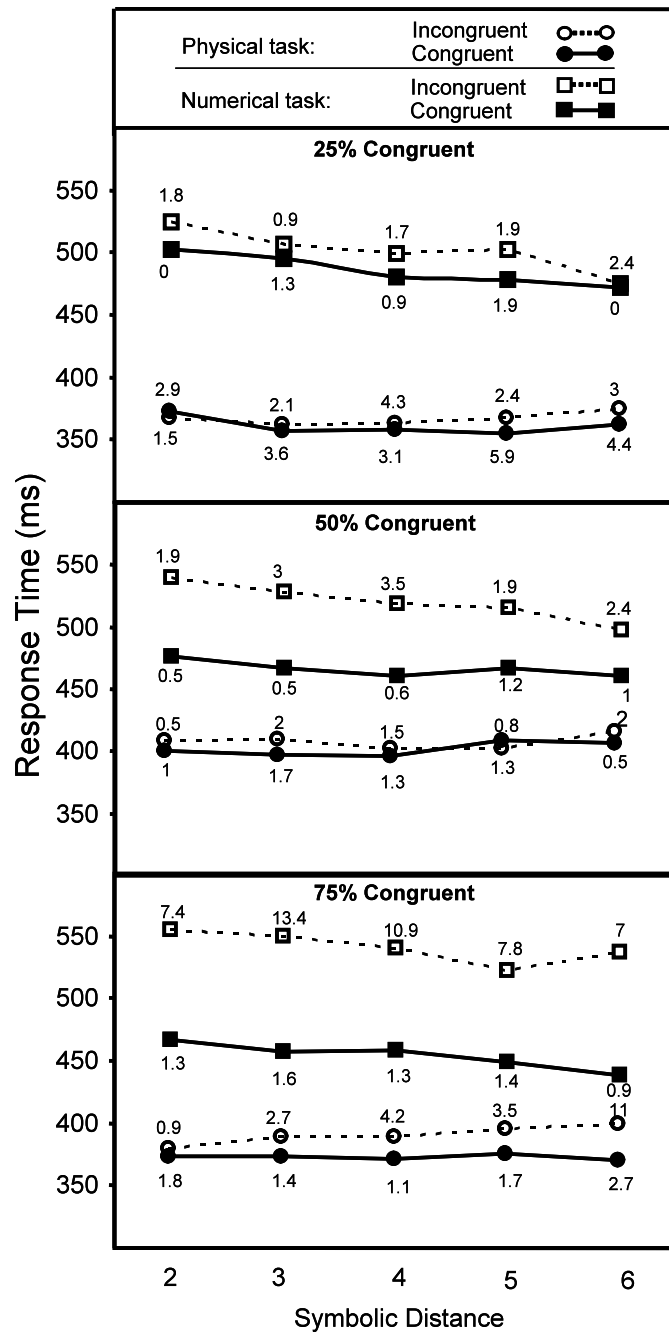 Physical task: Incongruent
Congruent
Numerical task: Incongruent
Congruent
25% Congruent
550
500
450
400
350
1.8 0.9 1.7 1.9 2.4
0 1.3 0.9 1.9 0
2.9 2.1 4.3 2.4 3
1.5 3.6 3.1 5.9 4.4
Response Time (ms)
50% Congruent
550
500
450
400
350
1.9 3 3.5 1.9 2.4
0.5 0.5 0.6 1.2 1
0.5 2 1.5 0.8 2
1 1.7 1.3 1.3 0.5
75% Congruent
550
500
450
400
350
7.4 13.4 10.9 7.8 7
1.3 1.6 1.3 1.4 0.9
0.9 2.7 4.2 3.5 11
1.8 1.4 1.1 1.7 2.7
2 3 4 5 6
Symbolic Distance